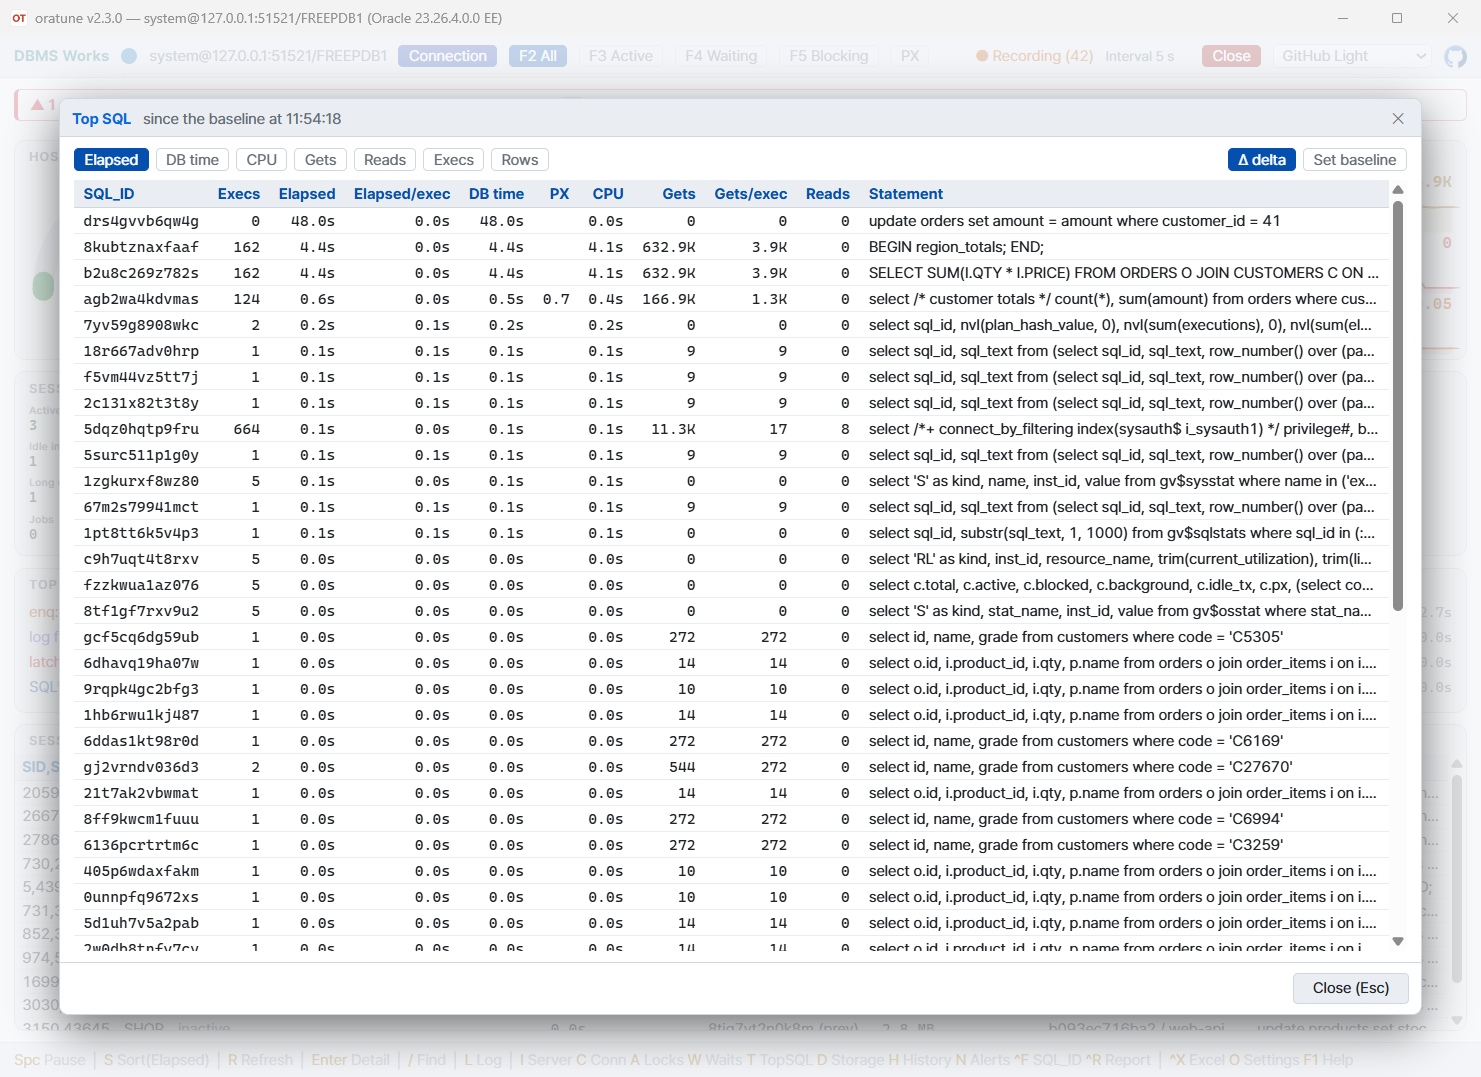 OT oratune v2.3.0 — system@127.0.0.1:51521/FREEPDB1 (Oracle 23.26.4.0.0 EE)
DBMS Works system@127.0.0.1:51521/FREEPDB1 Connection F2 All F3 Active F4 Waiting F5 Blocking PX Recording (42) Interval 5 s Close GitHub Light
▲ 1
Top SQL since the baseline at 11:54:18
Elapsed DB time CPU Gets Reads Execs Rows Δ delta Set baseline
SQL_ID Execs Elapsed Elapsed/exec DB time PX CPU Gets Gets/exec Reads Statement
drs4gvvb6qw4g 0 48.0s 0.0s 48.0s 0.0s 0 0 0 update orders set amount = amount where customer_id = 41
8kubtznaxfaaf 162 4.4s 0.0s 4.4s 4.1s 632.9K 3.9K 0 BEGIN region_totals; END;
b2u8c269z782s 162 4.4s 0.0s 4.4s 4.1s 632.9K 3.9K 0 SELECT SUM(I.QTY * I.PRICE) FROM ORDERS O JOIN CUSTOMERS C ON ...
agb2wa4kdvmas 124 0.6s 0.0s 0.5s 0.7 0.4s 166.9K 1.3K 0 select /* customer totals */ count(*), sum(amount) from orders where cus...
7yv59g8908wkc 2 0.2s 0.1s 0.2s 0.2s 0 0 0 select sql_id, nvl(plan_hash_value, 0), nvl(sum(executions), 0), nvl(sum(el...
18r667adv0hrp 1 0.1s 0.1s 0.1s 0.1s 9 9 0 select sql_id, sql_text from (select sql_id, sql_text, row_number() over (pa...
f5vm44vz5tt7j 1 0.1s 0.1s 0.1s 0.1s 9 9 0 select sql_id, sql_text from (select sql_id, sql_text, row_number() over (pa...
2c131x82t3t8y 1 0.1s 0.1s 0.1s 0.1s 9 9 0 select sql_id, sql_text from (select sql_id, sql_text, row_number() over (pa...
5dqz0hqtp9fru 664 0.1s 0.0s 0.1s 0.1s 11.3K 17 8 select /*+ connect_by_filtering index(sysauth$ i_sysauth1) */ privilege#, b...
5surc511p1g0y 1 0.1s 0.1s 0.1s 0.1s 9 9 0 select sql_id, sql_text from (select sql_id, sql_text, row_number() over (pa...
1zgkurxf8wz80 5 0.1s 0.0s 0.1s 0.1s 0 0 0 select 'S' as kind, name, inst_id, value from gv$sysstat where name in ('ex...
67m2s79941mct 1 0.1s 0.1s 0.1s 0.1s 9 9 0 select sql_id, sql_text from (select sql_id, sql_text, row_number() over (pa...
1pt8tt6k5v4p3 1 0.1s 0.1s 0.1s 0.1s 0 0 0 select sql_id, substr(sql_text, 1, 1000) from gv$sqlstats where sql_id in (:...
c9h7uqt4t8rxv 5 0.0s 0.0s 0.0s 0.0s 0 0 0 select 'RL' as kind, inst_id, resource_name, trim(current_utilization), trim(li...
fzzkwua1az076 5 0.0s 0.0s 0.0s 0.0s 0 0 0 select c.total, c.active, c.blocked, c.background, c.idle_tx, c.px, (select co...
8tf1gf7rxv9u2 5 0.0s 0.0s 0.0s 0.0s 0 0 0 select 'S' as kind, stat_name, inst_id, value from gv$osstat where stat_na...
gcf5cq6dg59ub 1 0.0s 0.0s 0.0s 0.0s 272 272 0 select id, name, grade from customers where code = 'C5305'
6dhavq19ha07w 1 0.0s 0.0s 0.0s 0.0s 14 14 0 select o.id, i.product_id, i.qty, p.name from orders o join order_items i on i....
9rqpk4gc2bfg3 1 0.0s 0.0s 0.0s 0.0s 10 10 0 select o.id, i.product_id, i.qty, p.name from orders o join order_items i on i....
1hb6rwu1kj487 1 0.0s 0.0s 0.0s 0.0s 14 14 0 select o.id, i.product_id, i.qty, p.name from orders o join order_items i on i....
6ddas1kt98r0d 1 0.0s 0.0s 0.0s 0.0s 272 272 0 select id, name, grade from customers where code = 'C6169'
gj2vrndv036d3 2 0.0s 0.0s 0.0s 0.0s 544 272 0 select id, name, grade from customers where code = 'C27670'
21t7ak2vbwmat 1 0.0s 0.0s 0.0s 0.0s 14 14 0 select o.id, i.product_id, i.qty, p.name from orders o join order_items i on i....
8ff9kwcm1fuuu 1 0.0s 0.0s 0.0s 0.0s 272 272 0 select id, name, grade from customers where code = 'C6994'
6136pcrtrtm6c 1 0.0s 0.0s 0.0s 0.0s 272 272 0 select id, name, grade from customers where code = 'C3259'
405p6wdaxfakm 1 0.0s 0.0s 0.0s 0.0s 10 10 0 select o.id, i.product_id, i.qty, p.name from orders o join order_items i on i....
0unnpfq9672xs 1 0.0s 0.0s 0.0s 0.0s 10 10 0 select o.id, i.product_id, i.qty, p.name from orders o join order_items i on i....
5d1uh7v5a2pab 1 0.0s 0.0s 0.0s 0.0s 14 14 0 select o.id, i.product_id, i.qty, p.name from orders o join order_items i on i....
Close (Esc)
Spc Pause | S Sort(Elapsed) | R Refresh | Enter Detail | / Find | L Log | I Server C Conn A Locks W Waits T TopSQL D Storage H History N Alerts ^F SQL_ID ^R Report | ^X Excel O Settings F1 Help